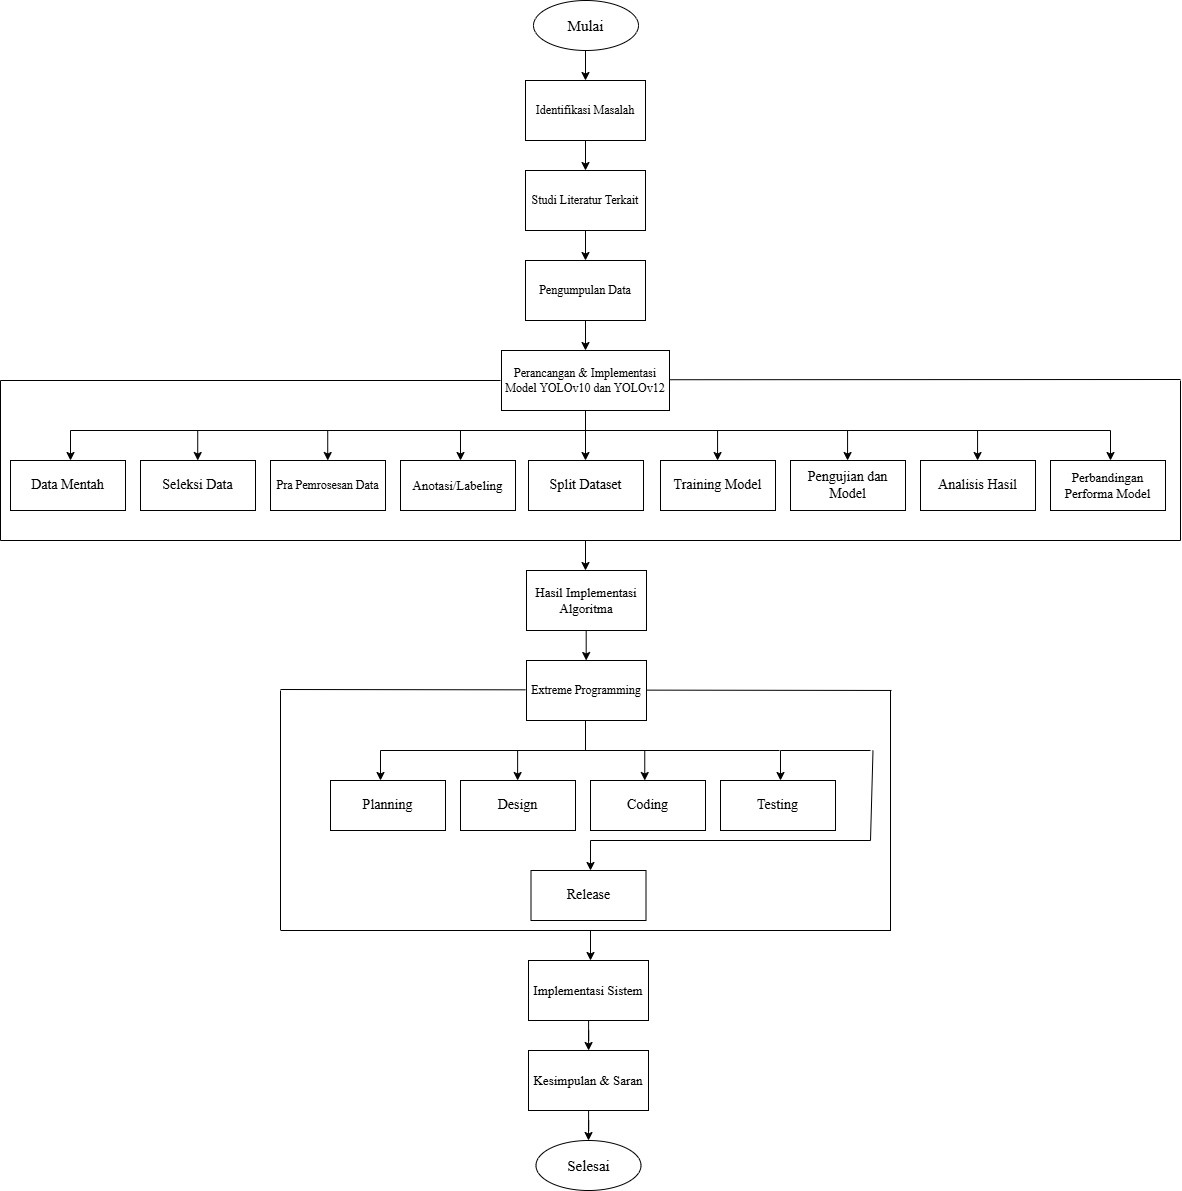 Mulai
Identifikasi Masalah
Studi Literatur Terkait
Pengumpulan Data
Perancangan & Implementasi
Model YOLOv10 dan YOLOv12
Data Mentah
Seleksi Data
Pra Pemrosesan Data
Anotasi/Labeling
Split Dataset
Training Model
Pengujian dan
Model
Analisis Hasil
Perbandingan
Performa Model
Hasil Implementasi
Algoritma
Extreme Programming
Planning
Design
Coding
Testing
Release
Implementasi Sistem
Kesimpulan & Saran
Selesai